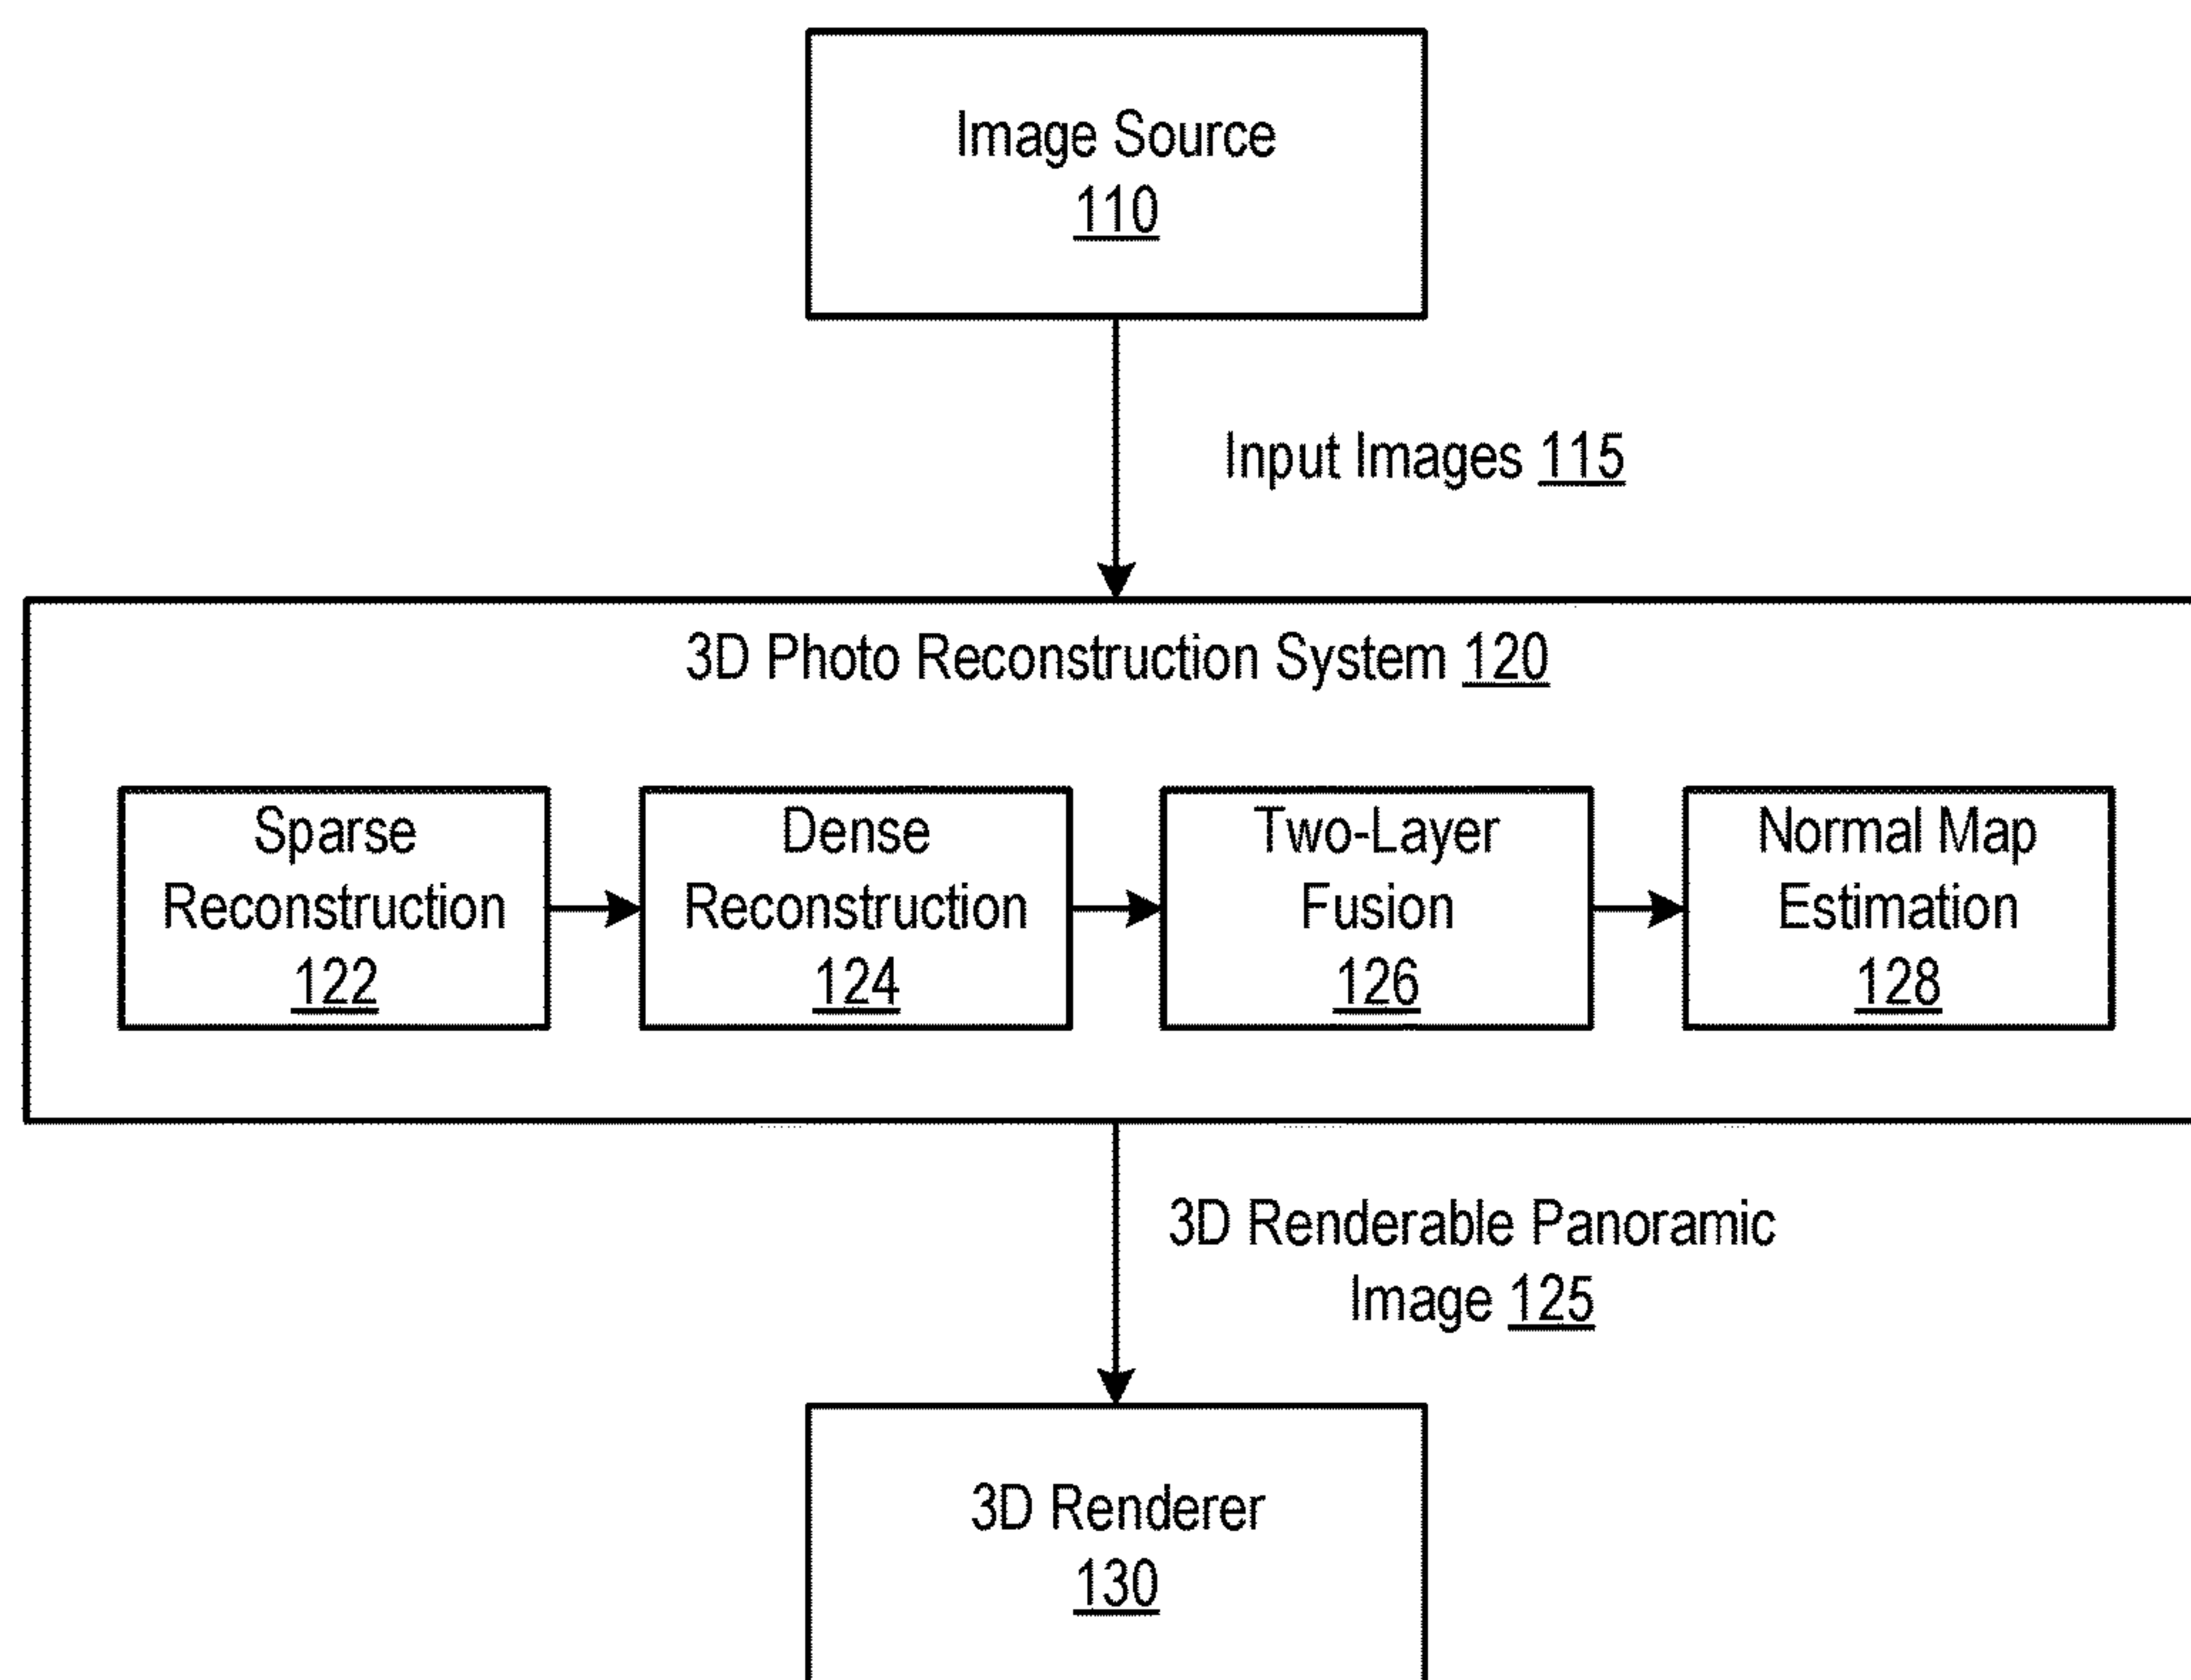 Image Source
110
Input Images 115
3D Photo Reconstruction System 120
Sparse
Reconstruction
122
Dense
Reconstruction
124
Two-Layer
Fusion
126
Normal Map
Estimation
128
3D Renderable Panoramic
Image 125
3D Renderer
130